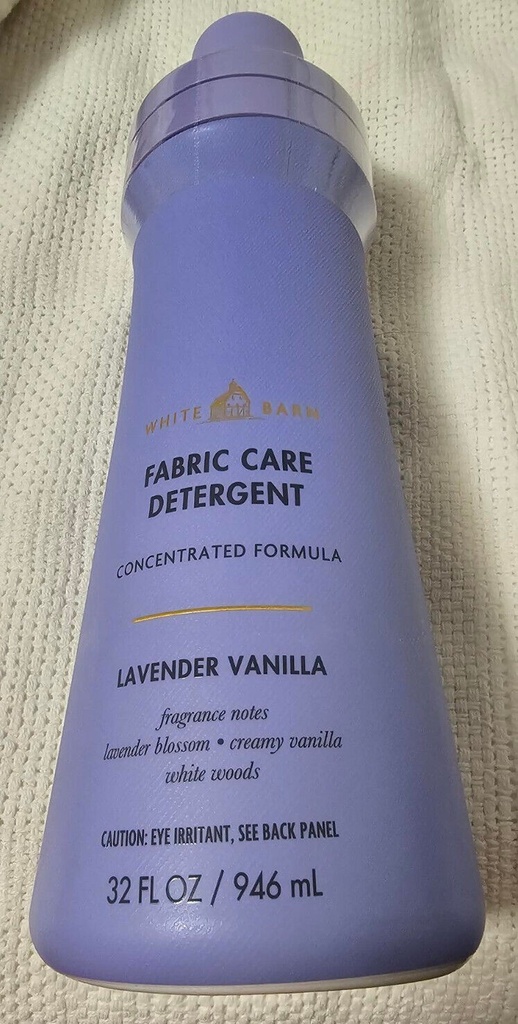 WHITE BARN
FABRIC CARE
DETERGENT
CONCENTRATED FORMULA
LAVENDER VANILLA
fragrance notes
lavender blossom • creamy vanilla
white woods
CAUTION: EYE IRRITANT, SEE BACK PANEL
32 FL OZ / 946 mL